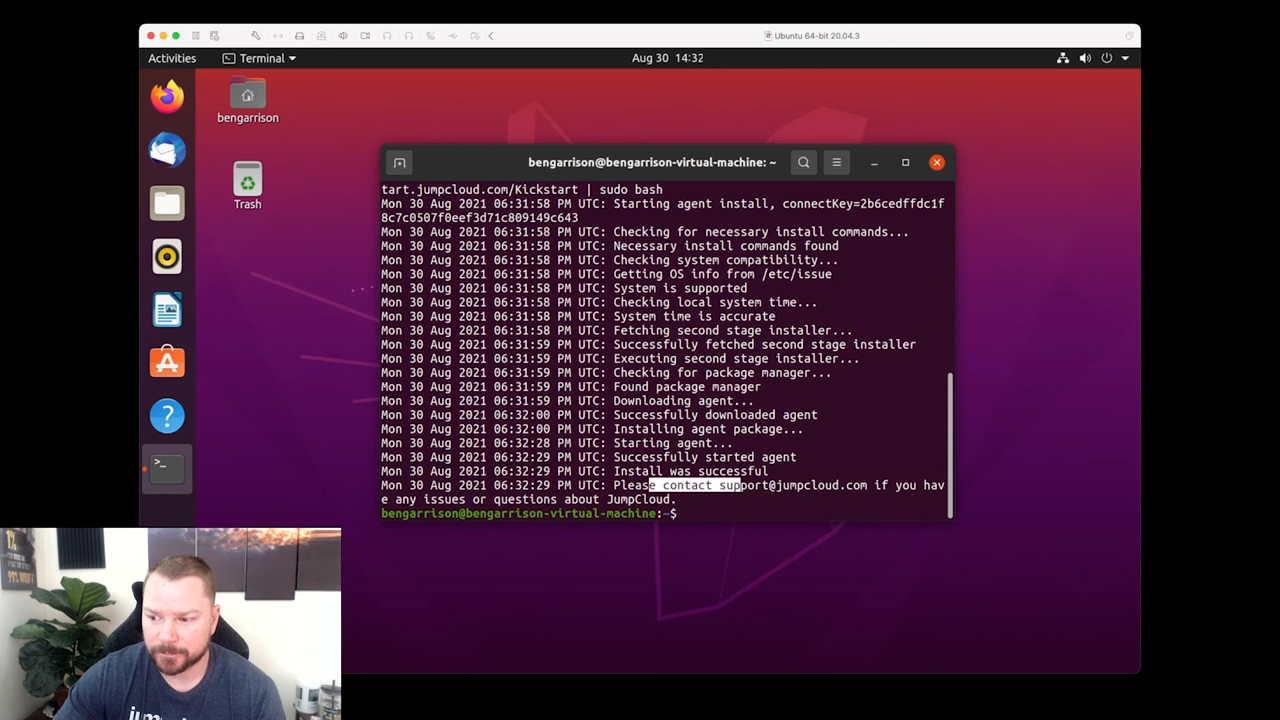 Ubuntu 64-bit 20.04.3
Activities
Terminal
Aug 30 14:32
bengarrison
Trash
bengarrison@bengarrison-virtual-machine: ~
tart.jumpcloud.com/Kickstart | sudo bash
Mon 30 Aug 2021 06:31:58 PM UTC: Starting agent install, connectKey=2b6cedffdc1f
8c7c0507f0eef3d71c809149c643
Mon 30 Aug 2021 06:31:58 PM UTC: Checking for necessary install commands...
Mon 30 Aug 2021 06:31:58 PM UTC: Necessary install commands found
Mon 30 Aug 2021 06:31:58 PM UTC: Checking system compatibility...
Mon 30 Aug 2021 06:31:58 PM UTC: Getting OS info from /etc/issue
Mon 30 Aug 2021 06:31:58 PM UTC: System is supported
Mon 30 Aug 2021 06:31:58 PM UTC: Checking local system time...
Mon 30 Aug 2021 06:31:58 PM UTC: System time is accurate
Mon 30 Aug 2021 06:31:58 PM UTC: Fetching second stage installer...
Mon 30 Aug 2021 06:31:59 PM UTC: Successfully fetched second stage installer
Mon 30 Aug 2021 06:31:59 PM UTC: Executing second stage installer...
Mon 30 Aug 2021 06:31:59 PM UTC: Checking for package manager...
Mon 30 Aug 2021 06:31:59 PM UTC: Found package manager
Mon 30 Aug 2021 06:31:59 PM UTC: Downloading agent...
Mon 30 Aug 2021 06:32:00 PM UTC: Successfully downloaded agent
Mon 30 Aug 2021 06:32:00 PM UTC: Installing agent package...
Mon 30 Aug 2021 06:32:28 PM UTC: Starting agent...
Mon 30 Aug 2021 06:32:29 PM UTC: Successfully started agent
Mon 30 Aug 2021 06:32:29 PM UTC: Install was successful
Mon 30 Aug 2021 06:32:29 PM UTC: Please contact support@jumpcloud.com if you hav
e any issues or questions about JumpCloud.
bengarrison@bengarrison-virtual-machine:~$